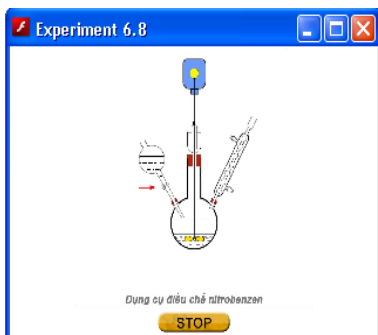 Experiment 6.8
Dụng cụ điều chế nitrobenzen
STOP